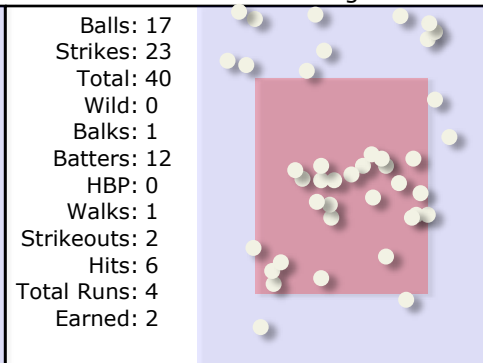 Balls: 17
Strikes: 23
Total: 40
Wild: 0
Balks: 1
Batters: 12
HBP: 0
Walks: 1
Strikeouts: 2
Hits: 6
Total Runs: 4
Earned: 2